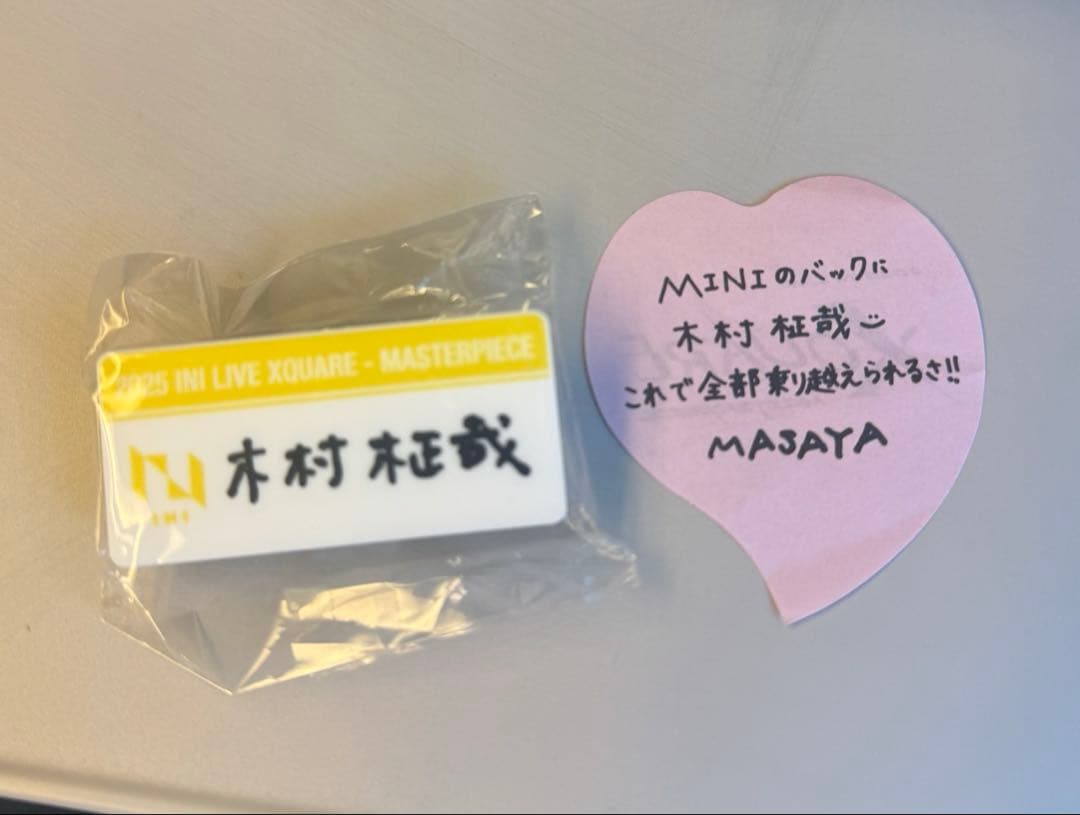 2025 INI LIVE XQUARE - MASTERPIECE
INI
木村 柾哉
MINIのバックに
木村 柾哉
これで全部乗り越えられるさ!!
MASAYA